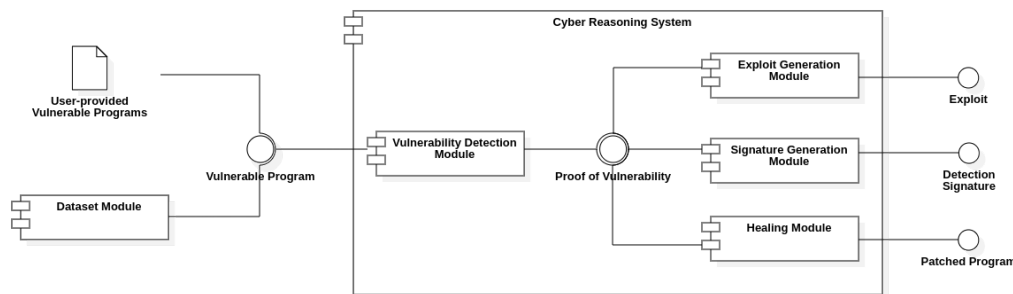 Cyber Reasoning System
User-provided
Vulnerable Programs
Exploit Generation
Module
Exploit
Vulnerability Detection
Module
Vulnerable Program
Proof of Vulnerability
Signature Generation
Module
Detection
Signature
Dataset Module
Healing Module
Patched Program